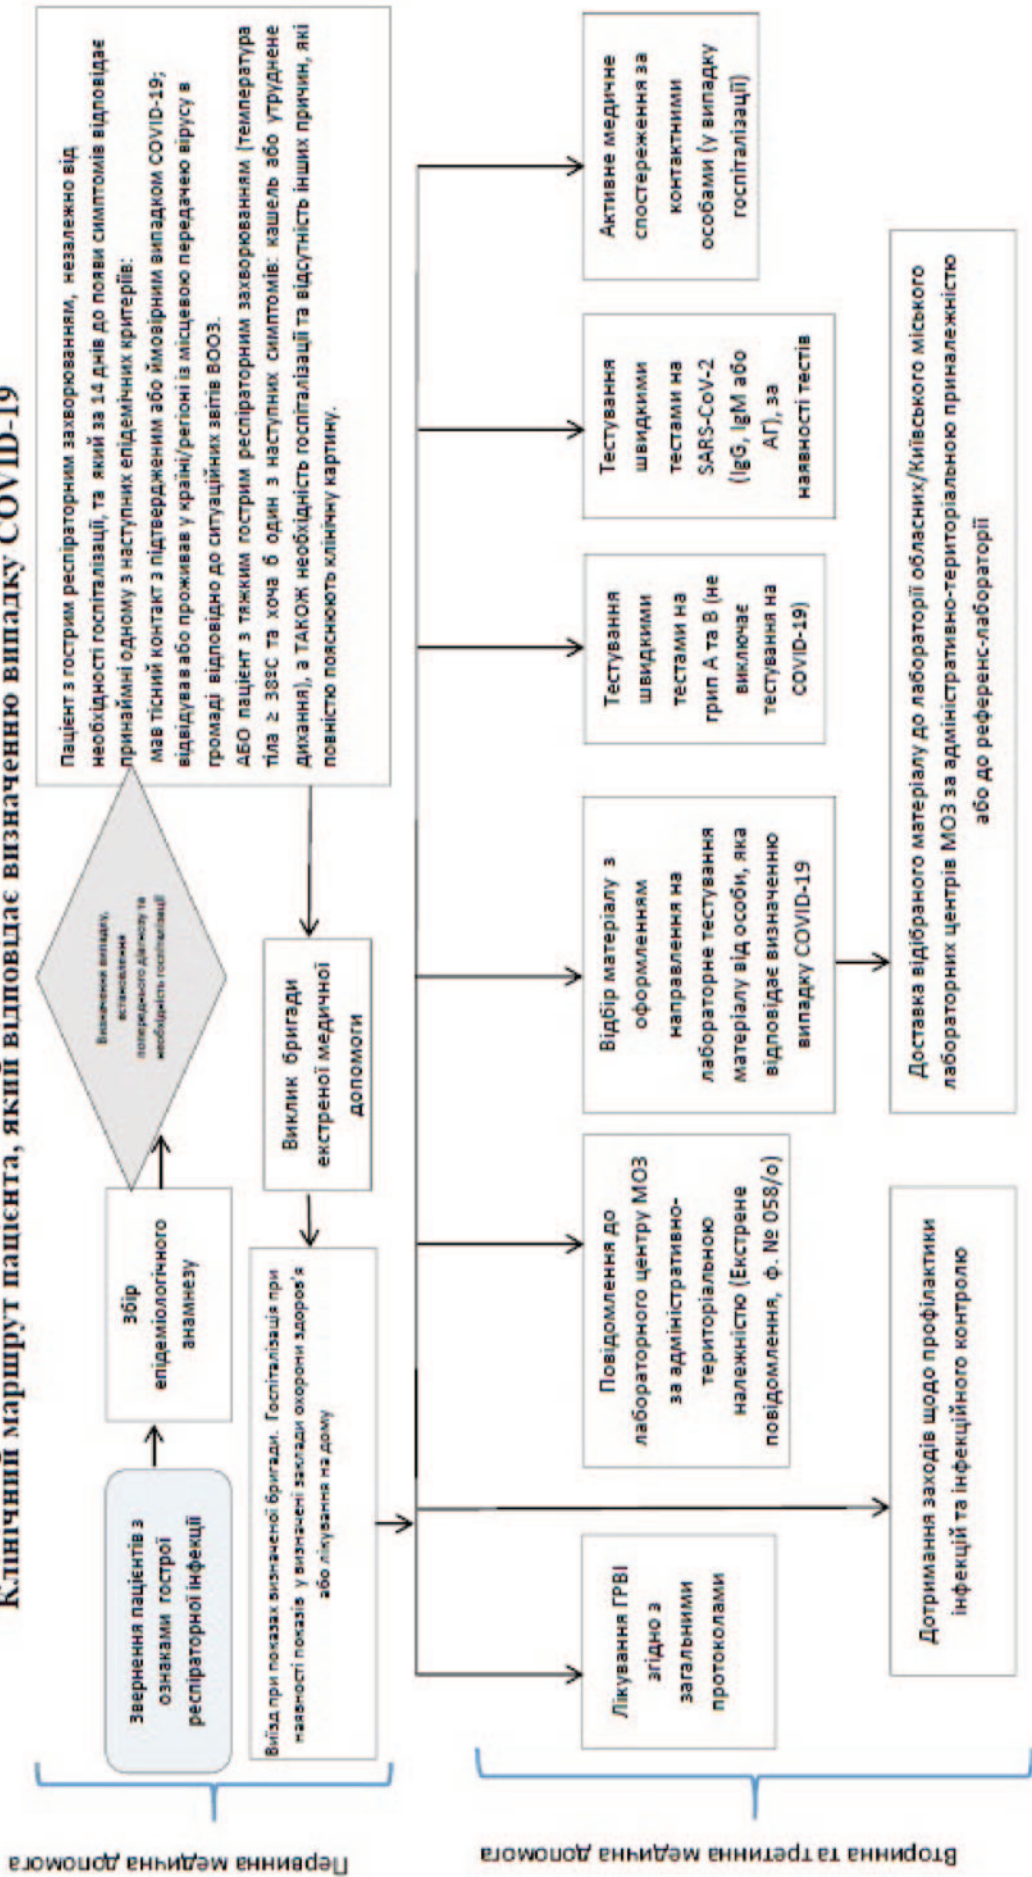 Клінічний маршрут пацієнта, який відповідає визначенню випадку COVID-19
Первинна медична допомога
Звернення пацієнтів з
ознаками гострої
респіраторної інфекції
Збір
епідеміологічного
анамнезу
Визначення випадку,
встановлення
попереднього діагнозу та
необхідність госпіталізації
Пацієнт з гострим респіраторним захворюванням, незалежно від
необхідності госпіталізації, та який за 14 днів до появи симптомів відповідає
принаймні одному з наступних епідемічних критеріїв:
мав тісний контакт з підтвердженим або ймовірним випадком COVID-19;
відвідував або проживав у країні/регіоні із місцевою передачею вірусу в
громаді відповідно до ситуаційних звітів ВООЗ.
АБО пацієнт з тяжким гострим респіраторним захворюванням (температура
тіла ≥ 38ºС та хоча б один з наступних симптомів: кашель або утруднене
дихання), а ТАКОЖ необхідність госпіталізації та відсутність інших причин, які
повністю пояснюють клінічну картину.
Виклик бригади
екстреної медичної
допомоги
Виїзд при показах визначеної бригади. Госпіталізація при
наявності показів у визначені заклади охорони здоров'я
або лікування на дому
Вторинна та третинна медична допомога
Лікування ГРВІ
згідно з
загальними
протоколами
Повідомлення до
лабораторного центру МОЗ
за адміністративно-
територіальною
належністю (Екстрене
повідомлення, ф. № 058/о)
Відбір матеріалу з
оформленням
направлення на
лабораторне тестування
матеріалу від особи, яка
відповідає визначенню
випадку COVID-19
Тестування
швидкими
тестами на
грип А та В (не
виключає
тестування на
COVID-19)
Тестування
швидкими
тестами на
SARS-CoV-2
(IgG, IgM або
АГ), за
наявності тестів
Активне медичне
спостереження за
контактними
особами (у випадку
госпіталізації)
Дотримання заходів щодо профілактики
інфекцій та інфекційного контролю
Доставка відібраного матеріалу до лабораторії обласних/Київського міського
лабораторних центрів МОЗ за адміністративно-територіальною приналежністю
або до референс-лабораторії